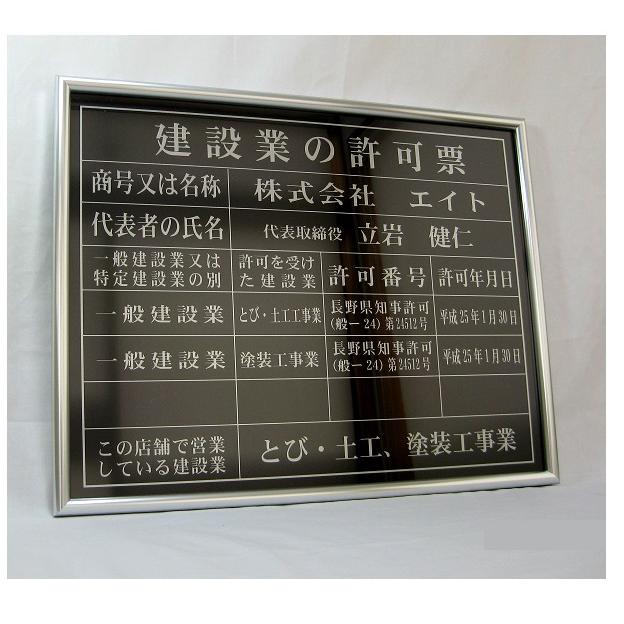 建設業の許可票
商号又は名称 株式会社 エイト
代表者の氏名 代表取締役 立岩 健仁
一般建設業又は
特定建設業の別
許可を受け
た建設業
許可番号
許可年月日
一般建設業
とび・土工工事業
長野県知事許可
(般ー24)第24512号
平成25年1月30日
一般建設業
塗装工事業
長野県知事許可
(般ー24)第24512号
平成25年1月30日
この店舗で営業
している建設業
とび・土工、塗装工事業